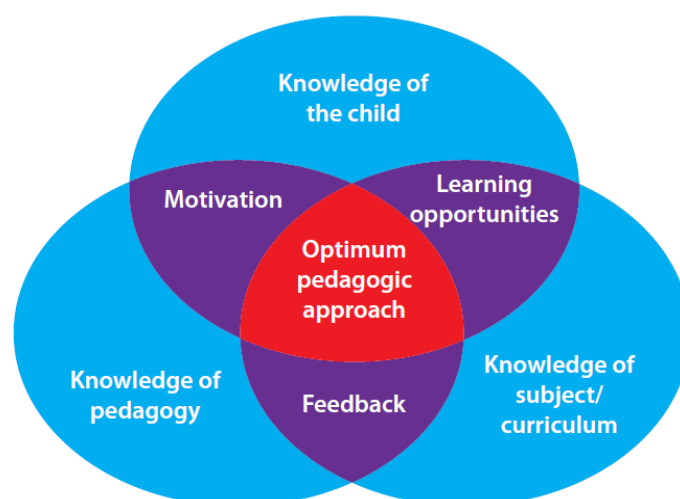 Knowledge of
the child
Motivation
Learning
opportunities
Optimum
pedagogic
approach
Knowledge of
pedagogy
Feedback
Knowledge of
subject/
curriculum